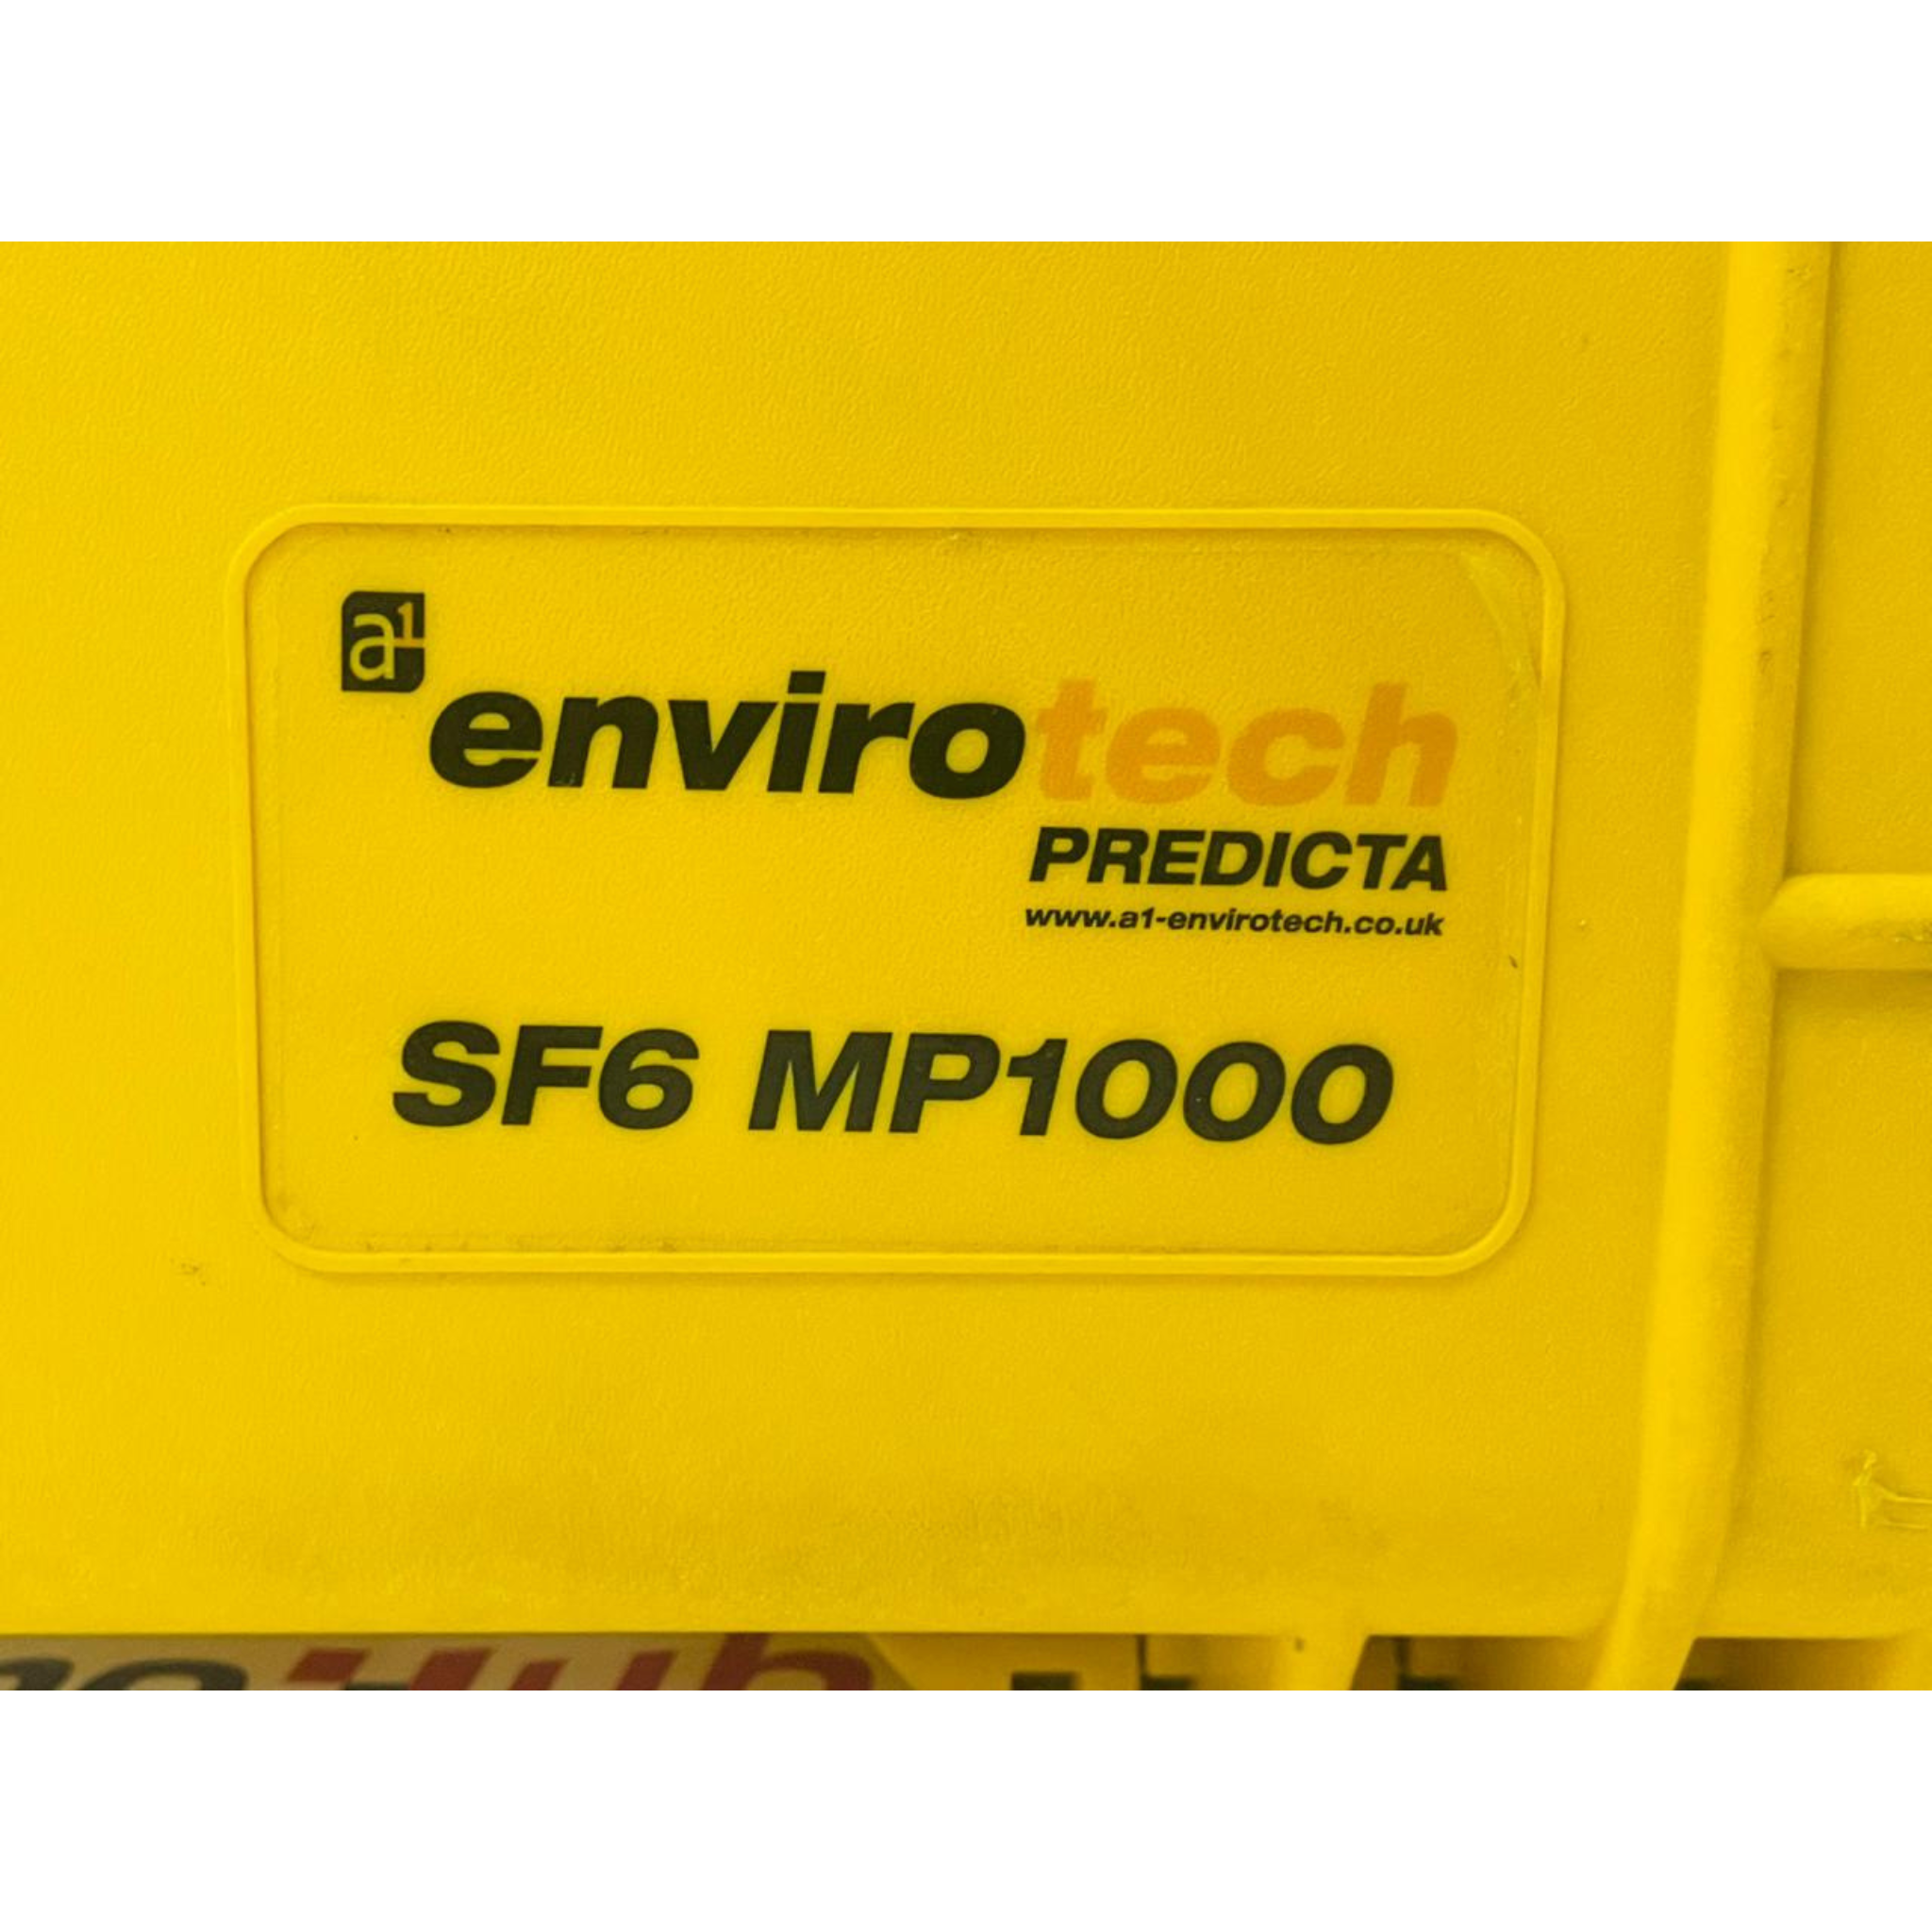 a1
envirotech
PREDICTA
www.a1-envirotech.co.uk
SF6 MP1000